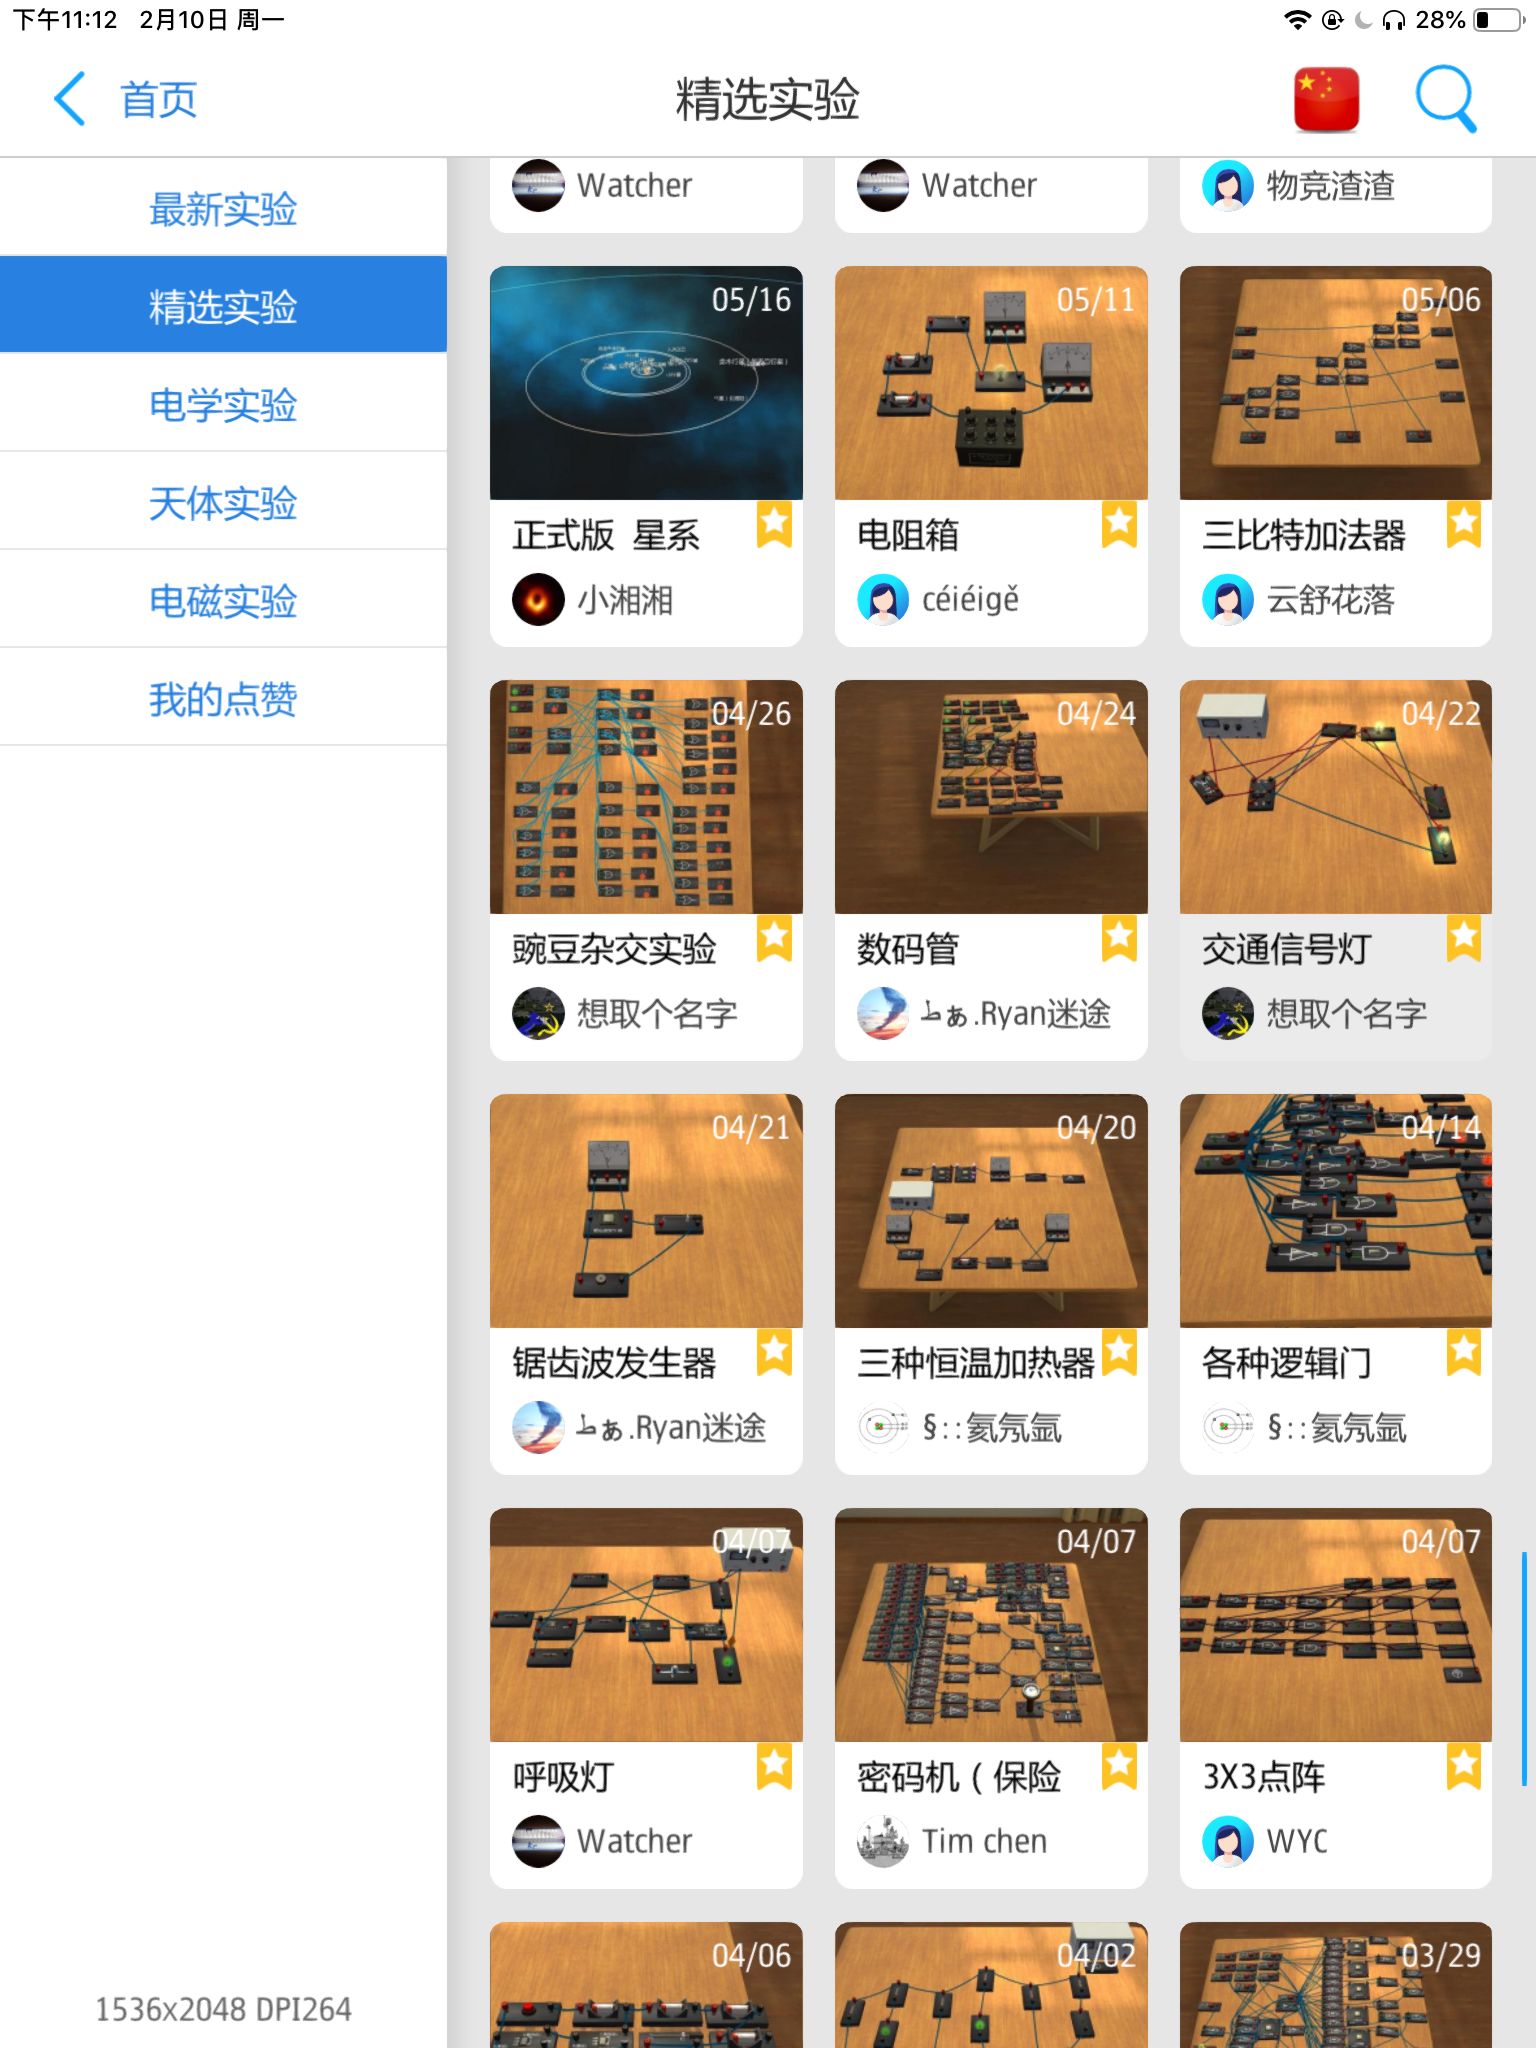 下午11:12 2月10日 周一
28%
首页
精选实验
最新实验
精选实验
电学实验
天体实验
电磁实验
我的点赞
1536x2048 DPI264
Watcher
Watcher
物竞渣渣
05/16
正式版 星系
小湘湘
05/11
电阻箱
céiéigě
05/06
三比特加法器
云舒花落
04/26
豌豆杂交实验
想取个名字
04/24
数码管
.Ryan迷途
04/22
交通信号灯
想取个名字
04/21
锯齿波发生器
.Ryan迷途
04/20
三种恒温加热器
§::氦氖氩
04/14
各种逻辑门
§::氦氖氩
04/07
呼吸灯
Watcher
04/07
密码机（保险
Tim chen
04/07
3X3点阵
WYC
04/06
04/02
03/29